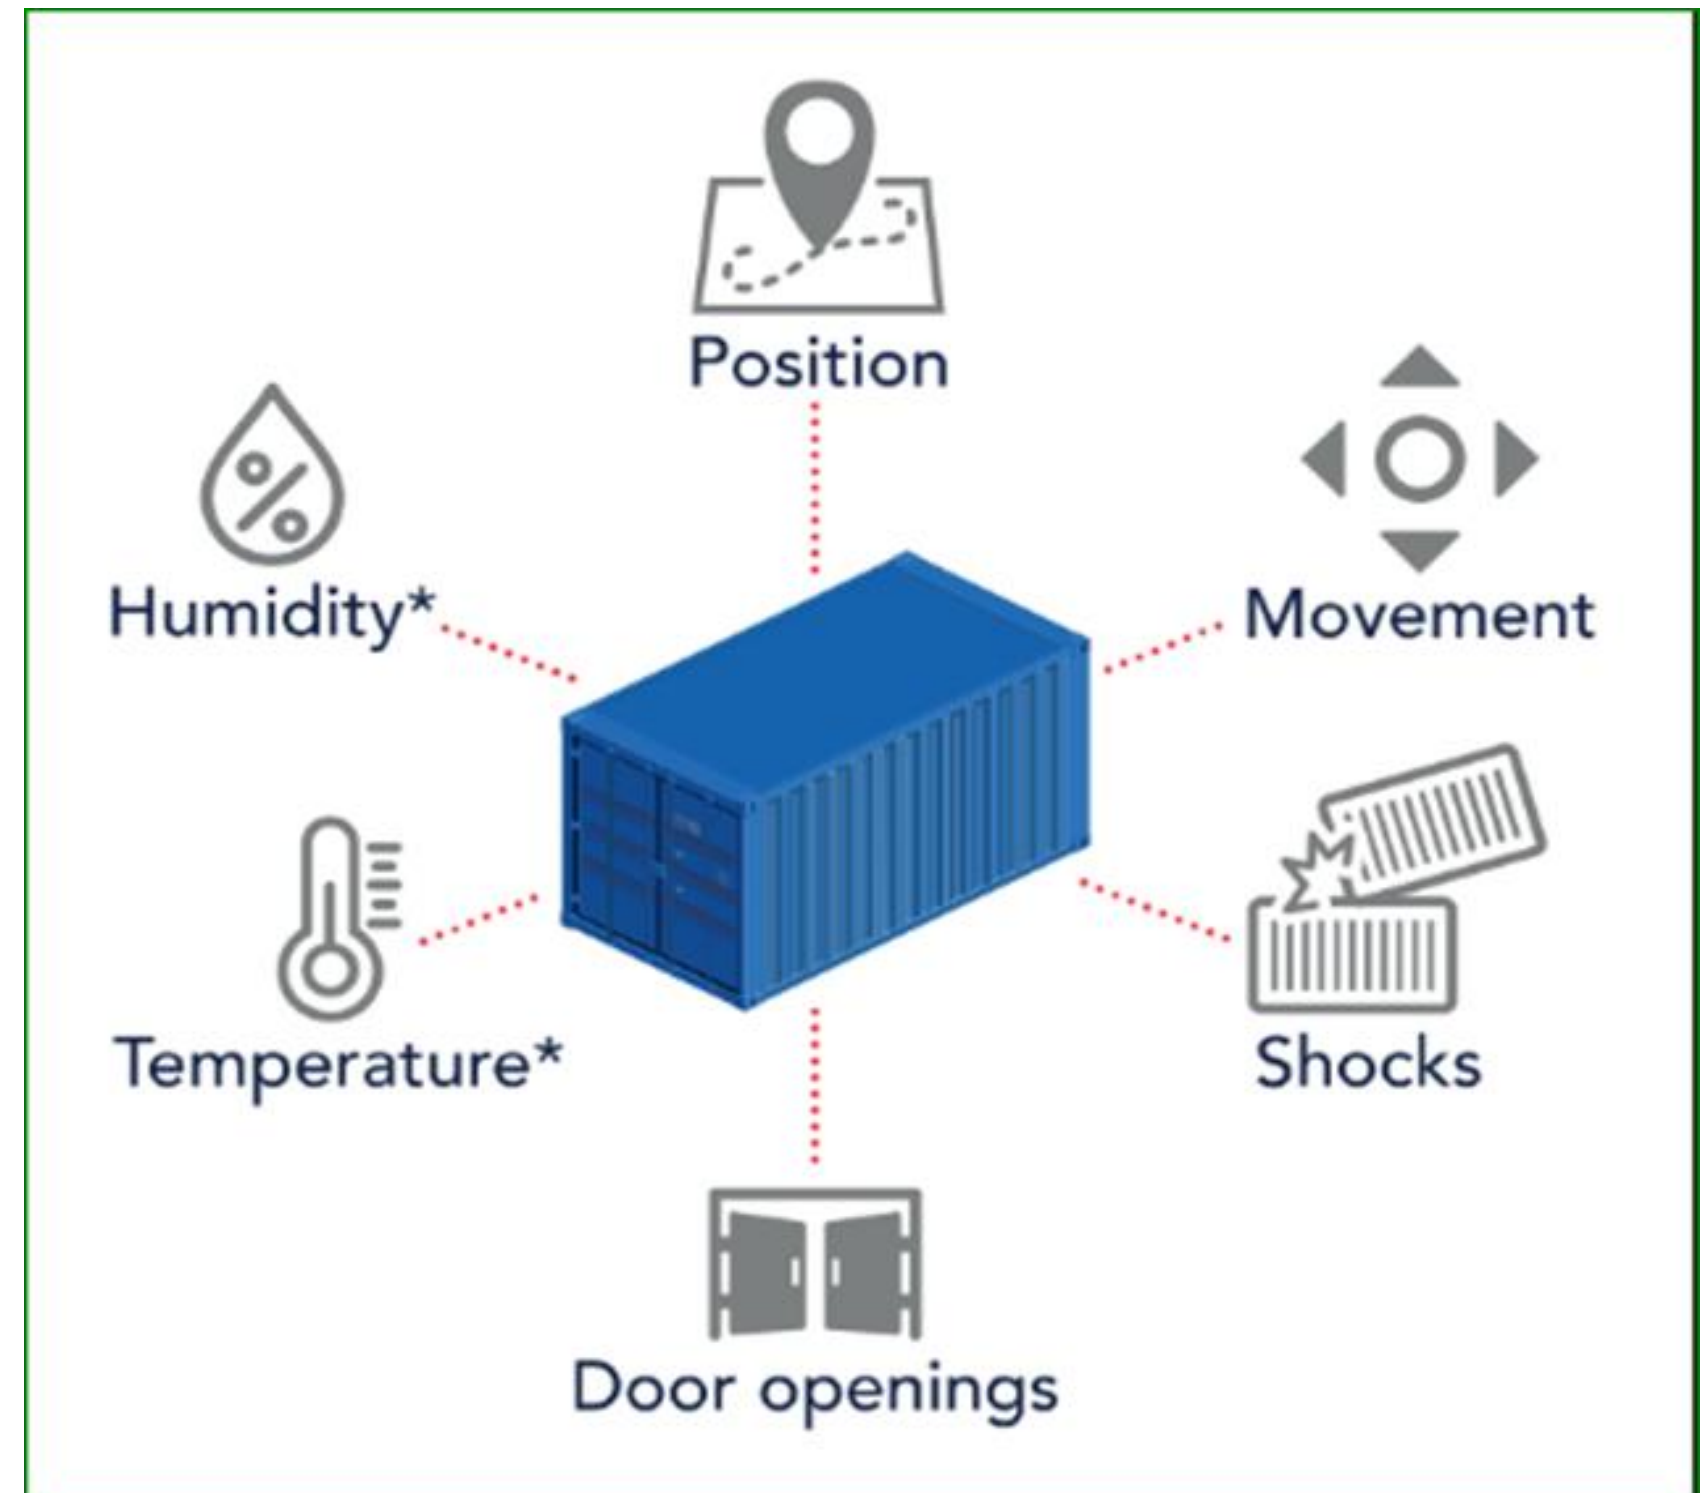 Position
Humidity*
Movement
Temperature*
Shocks
Door openings